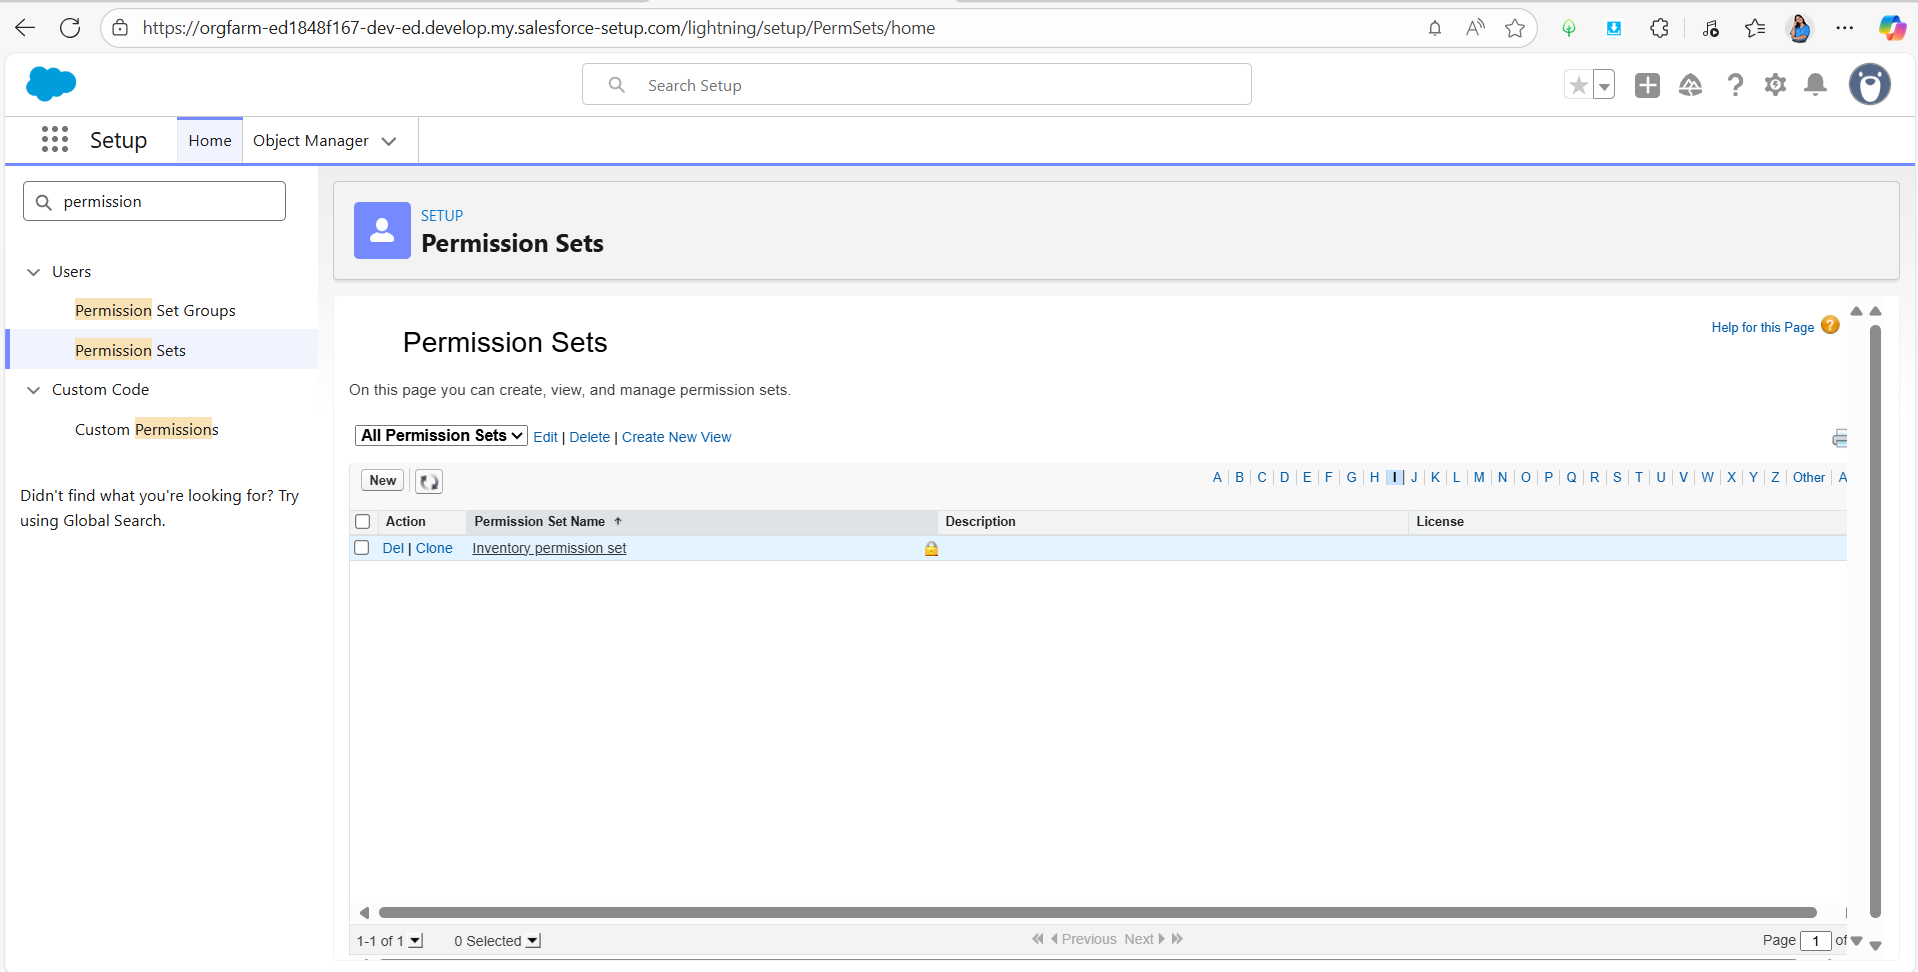 https://orgfarm-ed1848f167-dev-ed.develop.my.salesforce-setup.com/lightning/setup/PermSets/home
Search Setup
Setup
Home
Object Manager
permission
Users
Permission Set Groups
Permission Sets
Custom Code
Custom Permissions
Didn't find what you're looking for? Try
using Global Search.
SETUP
Permission Sets
Permission Sets
Help for this Page ?
On this page you can create, view, and manage permission sets.
All Permission Sets Edit | Delete | Create New View
New
A | B | C | D | E | F | G | H | I | J | K | L | M | N | O | P | Q | R | S | T | U | V | W | X | Y | Z | Other | A
Action Permission Set Name ↑ Description License
Del | Clone Inventory permission set
1-1 of 1 0 Selected Previous Next Page 1 of